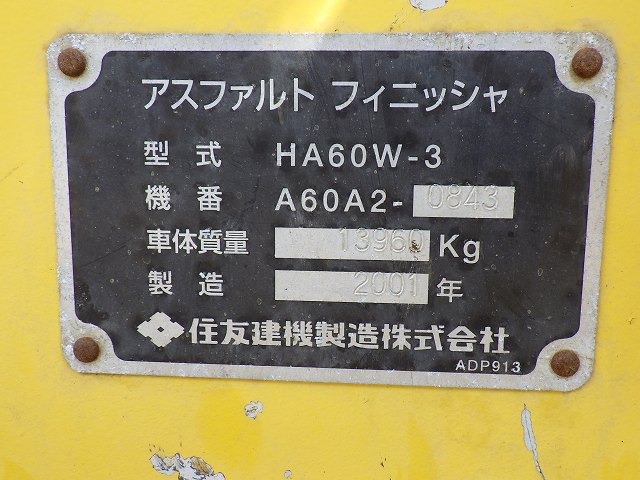 アスファルト フィニッシャ
型式 HA60W-3
機番 A60A2-0843
車体質量 13960 Kg
製造 2001 年
住友建機製造株式会社
ADP913